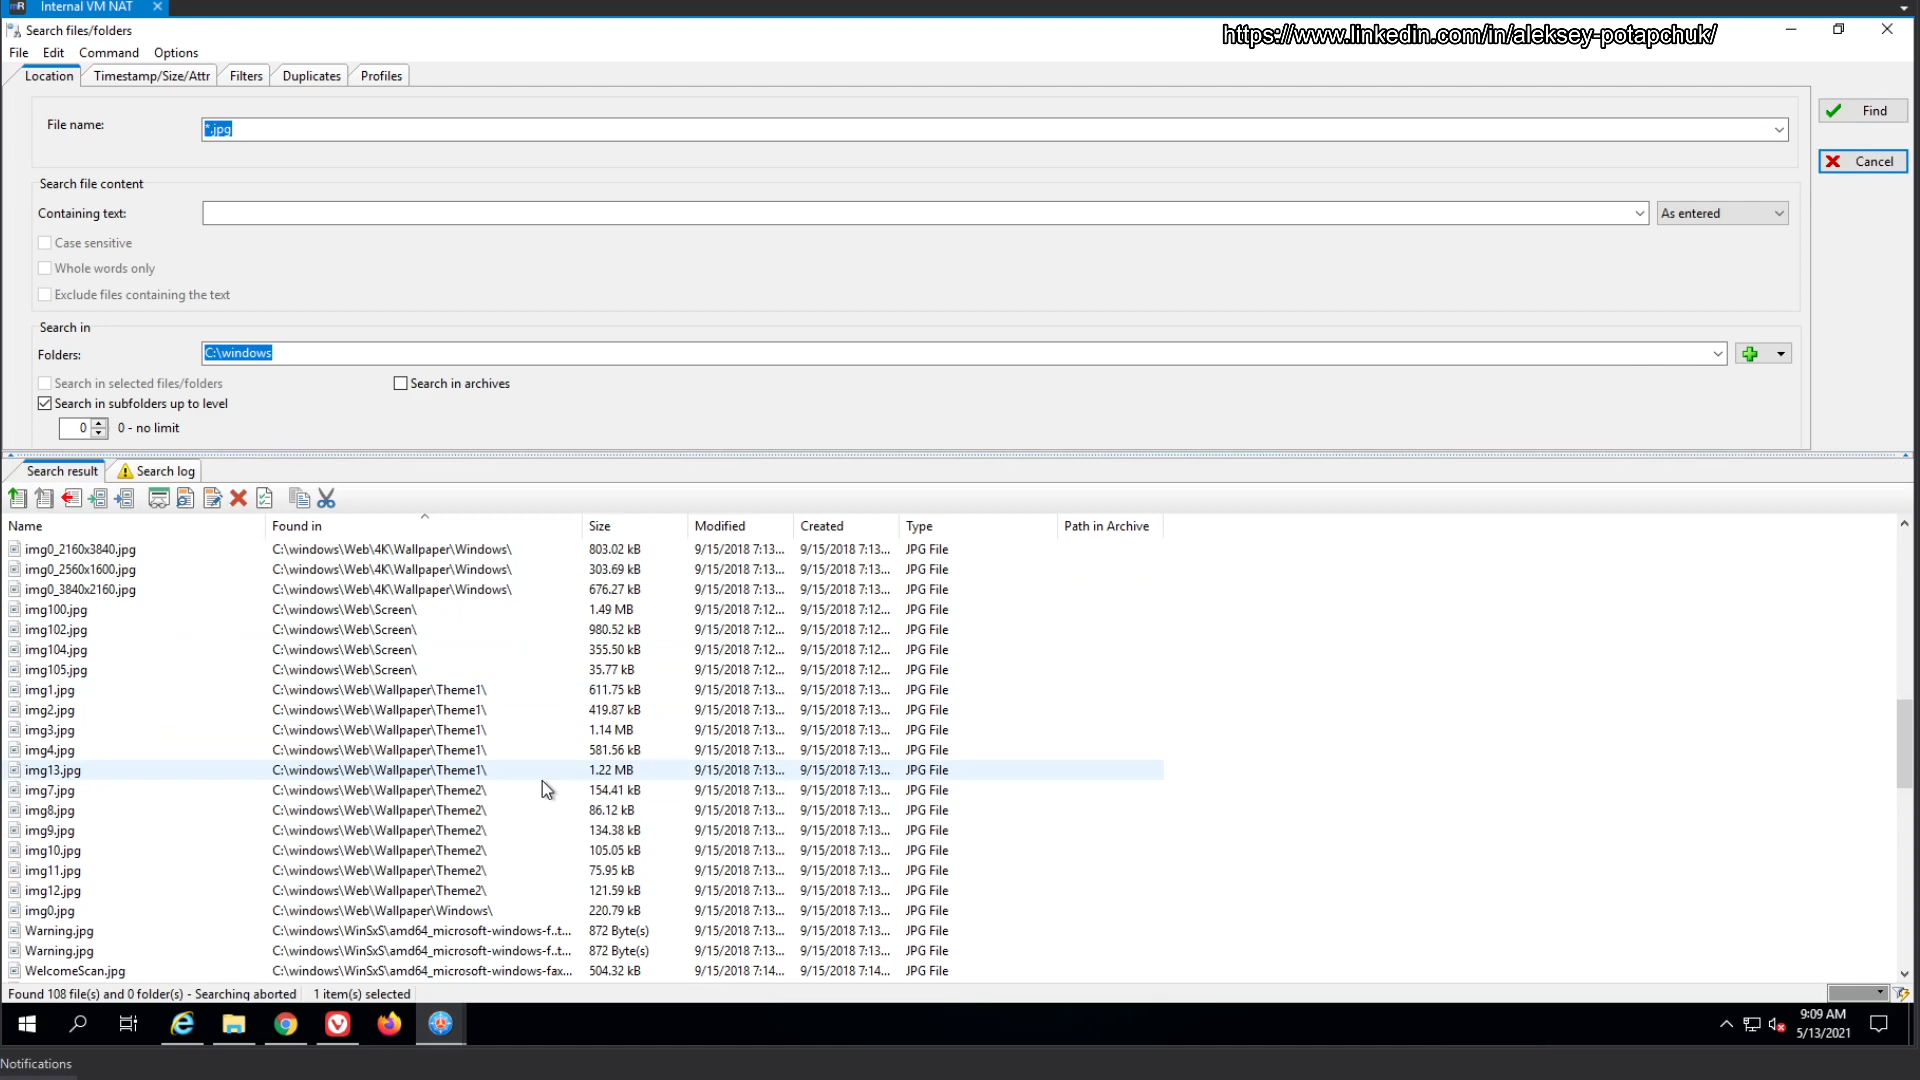 Internal VM NAT
Search files/folders
https://www.linkedin.com/in/aleksey-potapchuk/
File Edit Command Options
Location Timestamp/Size/Attr Filters Duplicates Profiles
File name: *.jpg
Find
Cancel
Search file content
Containing text: As entered
Case sensitive
Whole words only
Exclude files containing the text
Search in
Folders: C:\windows
Search in selected files/folders Search in archives
Search in subfolders up to level
0 0 - no limit
Search result Search log
Name Found in Size Modified Created Type Path in Archive
img0_2160x3840.jpg C:\windows\Web\4K\Wallpaper\Windows\ 803.02 kB 9/15/2018 7:13... 9/15/2018 7:13... JPG File
img0_2560x1600.jpg C:\windows\Web\4K\Wallpaper\Windows\ 303.69 kB 9/15/2018 7:13... 9/15/2018 7:13... JPG File
img0_3840x2160.jpg C:\windows\Web\4K\Wallpaper\Windows\ 676.27 kB 9/15/2018 7:13... 9/15/2018 7:13... JPG File
img100.jpg C:\windows\Web\Screen\ 1.49 MB 9/15/2018 7:12... 9/15/2018 7:12... JPG File
img102.jpg C:\windows\Web\Screen\ 980.52 kB 9/15/2018 7:12... 9/15/2018 7:12... JPG File
img104.jpg C:\windows\Web\Screen\ 355.50 kB 9/15/2018 7:12... 9/15/2018 7:12... JPG File
img105.jpg C:\windows\Web\Screen\ 35.77 kB 9/15/2018 7:12... 9/15/2018 7:12... JPG File
img1.jpg C:\windows\Web\Wallpaper\Theme1\ 611.75 kB 9/15/2018 7:13... 9/15/2018 7:13... JPG File
img2.jpg C:\windows\Web\Wallpaper\Theme1\ 419.87 kB 9/15/2018 7:13... 9/15/2018 7:13... JPG File
img3.jpg C:\windows\Web\Wallpaper\Theme1\ 1.14 MB 9/15/2018 7:13... 9/15/2018 7:13... JPG File
img4.jpg C:\windows\Web\Wallpaper\Theme1\ 581.56 kB 9/15/2018 7:13... 9/15/2018 7:13... JPG File
img13.jpg C:\windows\Web\Wallpaper\Theme1\ 1.22 MB 9/15/2018 7:13... 9/15/2018 7:13... JPG File
img7.jpg C:\windows\Web\Wallpaper\Theme2\ 154.41 kB 9/15/2018 7:13... 9/15/2018 7:13... JPG File
img8.jpg C:\windows\Web\Wallpaper\Theme2\ 86.12 kB 9/15/2018 7:13... 9/15/2018 7:13... JPG File
img9.jpg C:\windows\Web\Wallpaper\Theme2\ 134.38 kB 9/15/2018 7:13... 9/15/2018 7:13... JPG File
img10.jpg C:\windows\Web\Wallpaper\Theme2\ 105.05 kB 9/15/2018 7:13... 9/15/2018 7:13... JPG File
img11.jpg C:\windows\Web\Wallpaper\Theme2\ 75.95 kB 9/15/2018 7:13... 9/15/2018 7:13... JPG File
img12.jpg C:\windows\Web\Wallpaper\Theme2\ 121.59 kB 9/15/2018 7:13... 9/15/2018 7:13... JPG File
img0.jpg C:\windows\Web\Wallpaper\Windows\ 220.79 kB 9/15/2018 7:13... 9/15/2018 7:13... JPG File
Warning.jpg C:\windows\WinSxS\amd64_microsoft-windows-f..t... 872 Byte(s) 9/15/2018 7:13... 9/15/2018 7:13... JPG File
Warning.jpg C:\windows\WinSxS\amd64_microsoft-windows-f..t... 872 Byte(s) 9/15/2018 7:13... 9/15/2018 7:13... JPG File
WelcomeScan.jpg C:\windows\WinSxS\amd64_microsoft-windows-fax... 504.32 kB 9/15/2018 7:14... 9/15/2018 7:14... JPG File
Found 108 file(s) and 0 folder(s) - Searching aborted 1 item(s) selected
9:09 AM
5/13/2021
Notifications